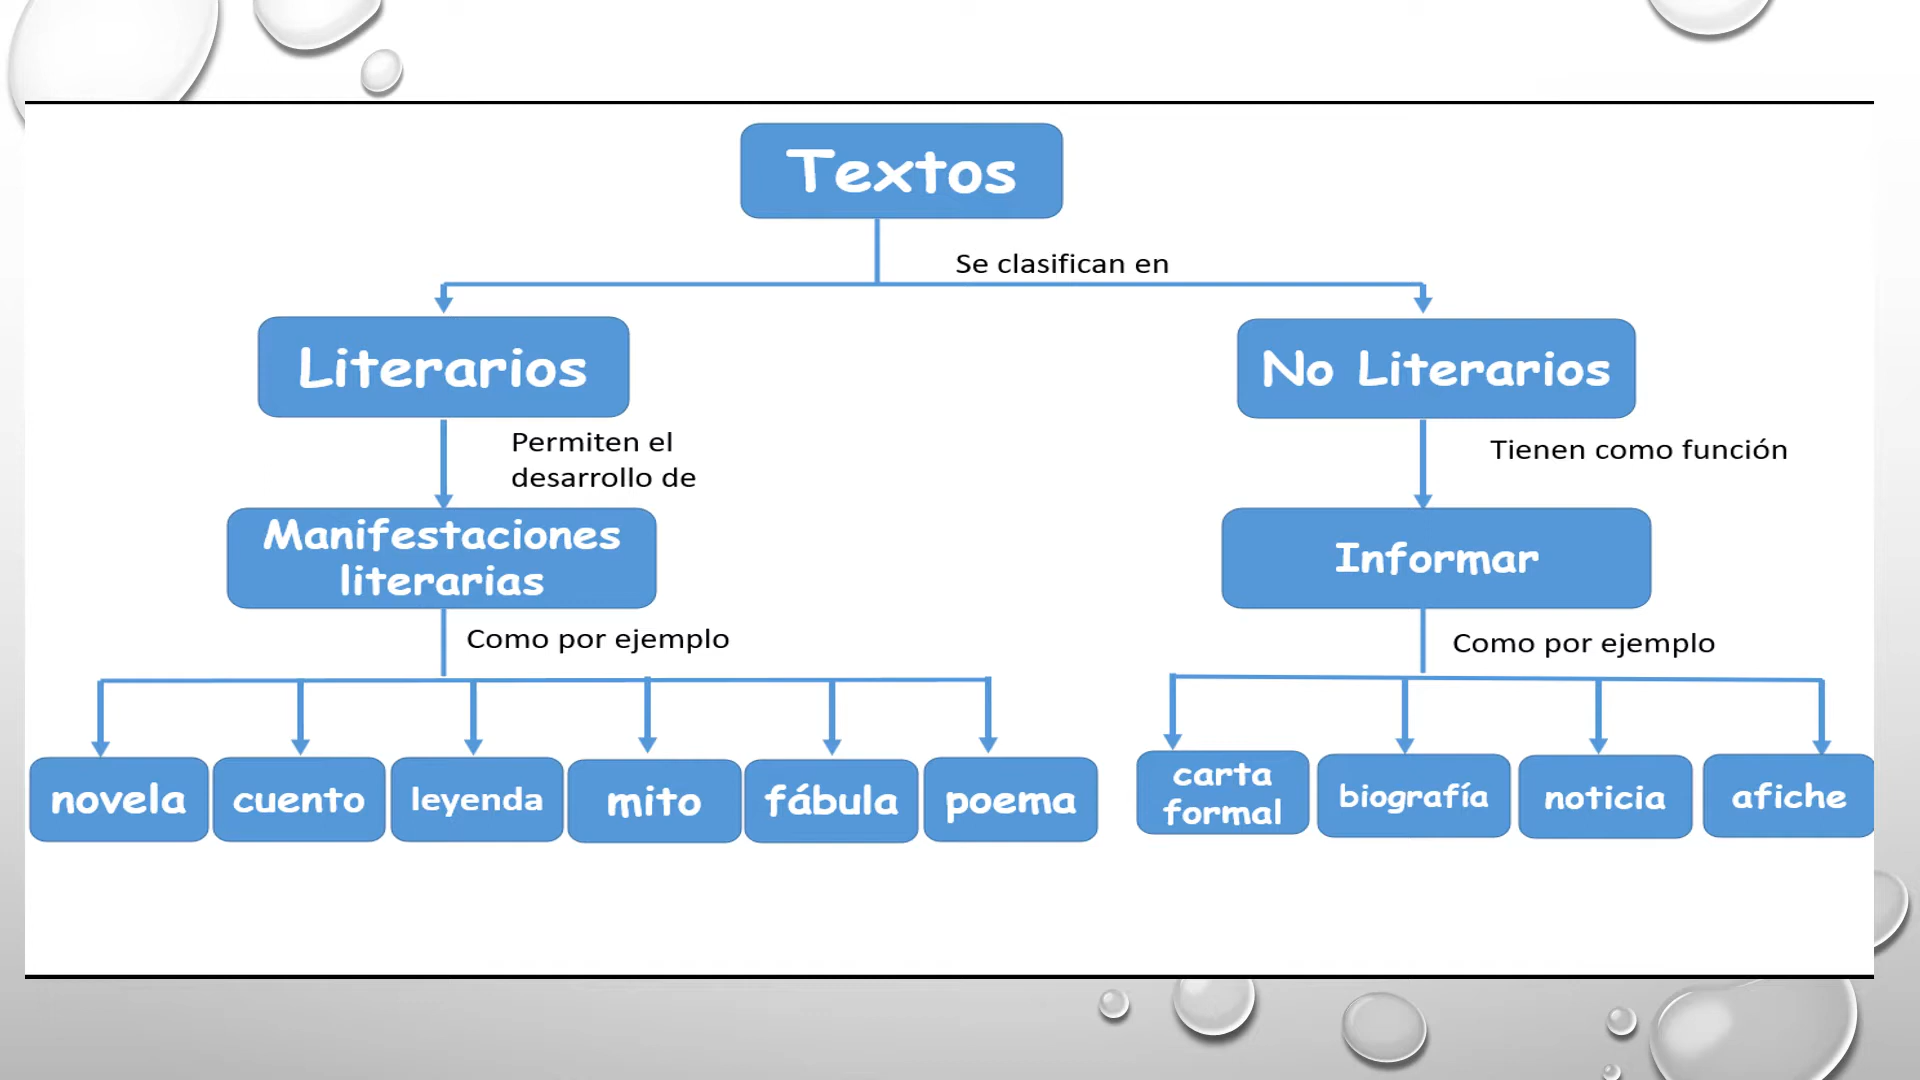 Textos
Se clasifican en
Literarios
No Literarios
Permiten el
desarrollo de
Tienen como función
Manifestaciones
literarias
Informar
Como por ejemplo
Como por ejemplo
novela
cuento
leyenda
mito
fábula
poema
carta
formal
biografía
noticia
afiche